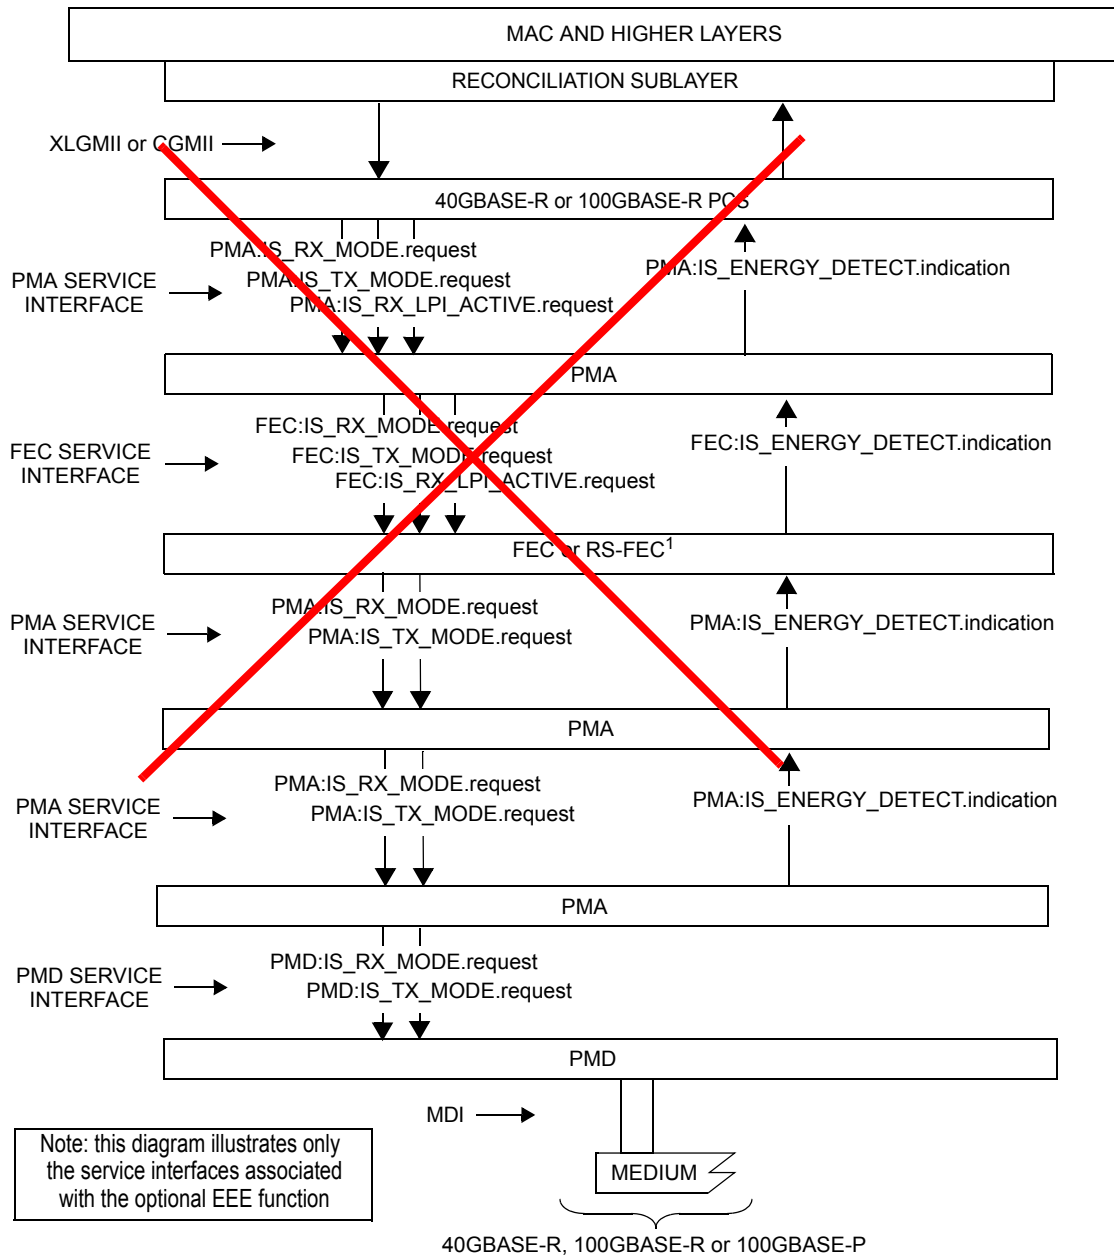 MAC AND HIGHER LAYERS
RECONCILIATION SUBLAYER
XLGMII or CGMII
40GBASE-R or 100GBASE-R PCS
PMA:IS_RX_MODE.request
PMA:IS_TX_MODE.request
PMA:IS_RX_LPI_ACTIVE.request
PMA:IS_ENERGY_DETECT.indication
PMA SERVICE
INTERFACE
PMA
FEC:IS_RX_MODE.request
FEC:IS_TX_MODE.request
FEC:IS_RX_LPI_ACTIVE.request
FEC:IS_ENERGY_DETECT.indication
FEC SERVICE
INTERFACE
FEC or RS-FEC¹
PMA:IS_RX_MODE.request
PMA:IS_TX_MODE.request
PMA:IS_ENERGY_DETECT.indication
PMA SERVICE
INTERFACE
PMA
PMA:IS_RX_MODE.request
PMA:IS_TX_MODE.request
PMA:IS_ENERGY_DETECT.indication
PMA SERVICE
INTERFACE
PMA
PMD:IS_RX_MODE.request
PMD:IS_TX_MODE.request
PMD SERVICE
INTERFACE
PMD
MDI
MEDIUM
Note: this diagram illustrates only
the service interfaces associated
with the optional EEE function
40GBASE-R, 100GBASE-R or 100GBASE-P